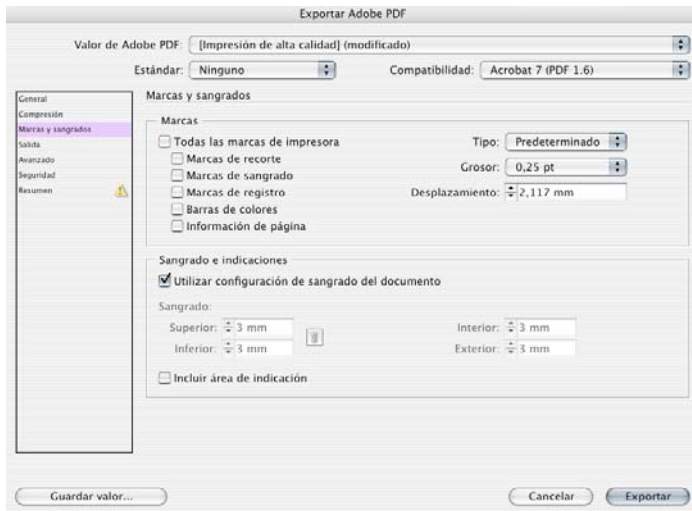 Exportar Adobe PDF
Valor de Adobe PDF: [Impresión de alta calidad] (modificado)
Estándar: Ninguno Compatibilidad: Acrobat 7 (PDF 1.6)
General
Compresión
Marcas y sangrados
Salida
Avanzado
Seguridad
Resumen
Marcas y sangrados
Marcas
Todas las marcas de impresora
Marcas de recorte
Marcas de sangrado
Marcas de registro
Barras de colores
Información de página
Tipo: Predeterminado
Grosor: 0,25 pt
Desplazamiento: 2,117 mm
Sangrado e indicaciones
Utilizar configuración de sangrado del documento
Sangrado:
Superior: 3 mm Interior: 3 mm
Inferior: 3 mm Exterior: 3 mm
Incluir área de indicación
Guardar valor... Cancelar Exportar